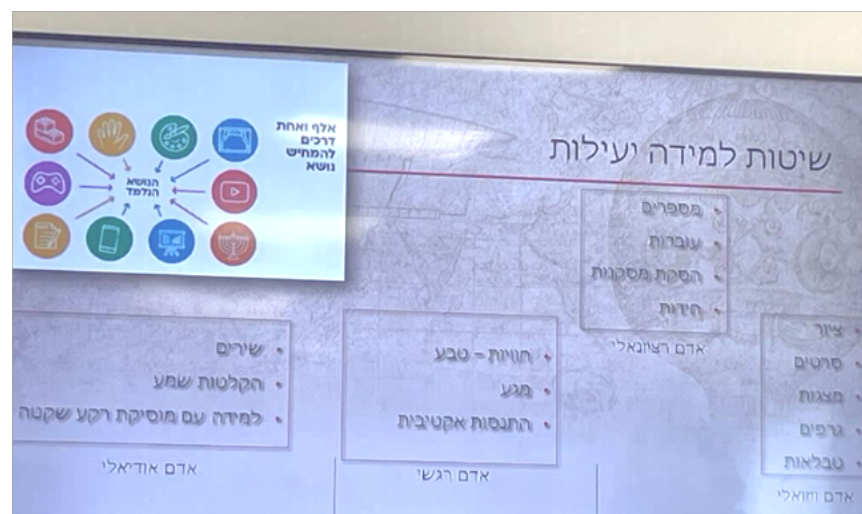 שיטות למידה יעילות
אלף ואחת
דרכים
להמחיש
נושא
הנושא
הנלמד
• מספרים
• עובדות
• הסקת מסקנות
• חידות
אדם רציונאלי
• ציור
• סרטים
• מצגות
• גרפים
• טבלאות
אדם וויזואלי
• חוויות – טבע
• מגע
• התנסות אקטיבית
אדם רגשי
• שירים
• הקלטות שמע
• למידה עם מוסיקת רקע שקטה
אדם אודיאלי